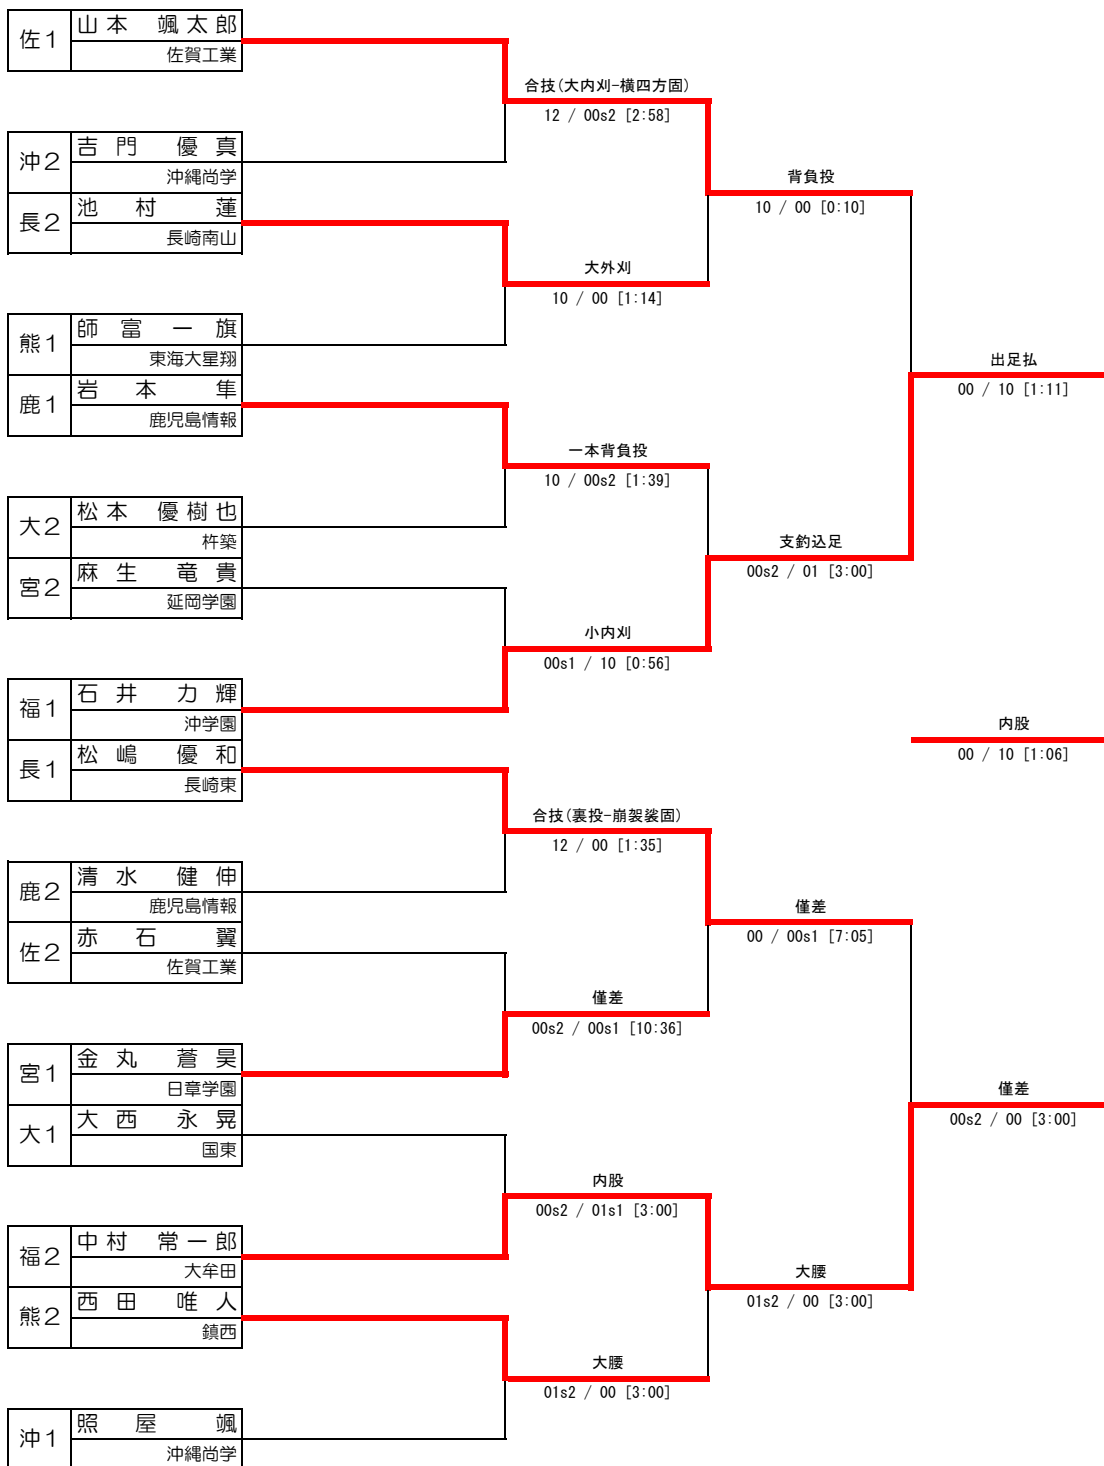 佐1
山本 颯太郎
佐賀工業
合技(大内刈-横四方固)
12 / 00s2 [2:58]
沖2
吉門 優真
沖縄尚学
背負投
10 / 00 [0:10]
長2
池村 蓮
長崎南山
大外刈
10 / 00 [1:14]
熊1
師富一旗
東海大星翔
出足払
00 / 10 [1:11]
鹿1
岩本 隼
鹿児島情報
一本背負投
10 / 00s2 [1:39]
大2
松本 優樹也
杵築
支釣込足
00s2 / 01 [3:00]
宮2
麻生 竜貴
延岡学園
小内刈
00s1 / 10 [0:56]
福1
石井 力輝
沖学園
内股
00 / 10 [1:06]
長1
松嶋 優和
長崎東
合技(裏投-崩袈裟固)
12 / 00 [1:35]
鹿2
清水 健伸
鹿児島情報
僅差
00 / 00s1 [7:05]
佐2
赤石 翼
佐賀工業
僅差
00s2 / 00s1 [10:36]
宮1
金丸 蒼昊
日章学園
僅差
00s2 / 00 [3:00]
大1
大西 永晃
国東
内股
00s2 / 01s1 [3:00]
福2
中村 常一郎
大牟田
大腰
01s2 / 00 [3:00]
熊2
西田 唯人
鎮西
大腰
01s2 / 00 [3:00]
沖1
照屋 颯
沖縄尚学